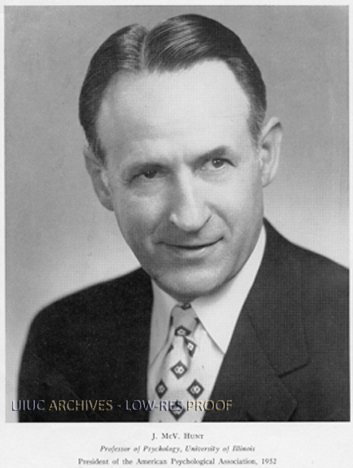 UIUC ARCHIVES - LOW-RES PROOF
J. McV. Hunt
Professor of Psychology, University of Illinois
President of the American Psychological Association, 1952